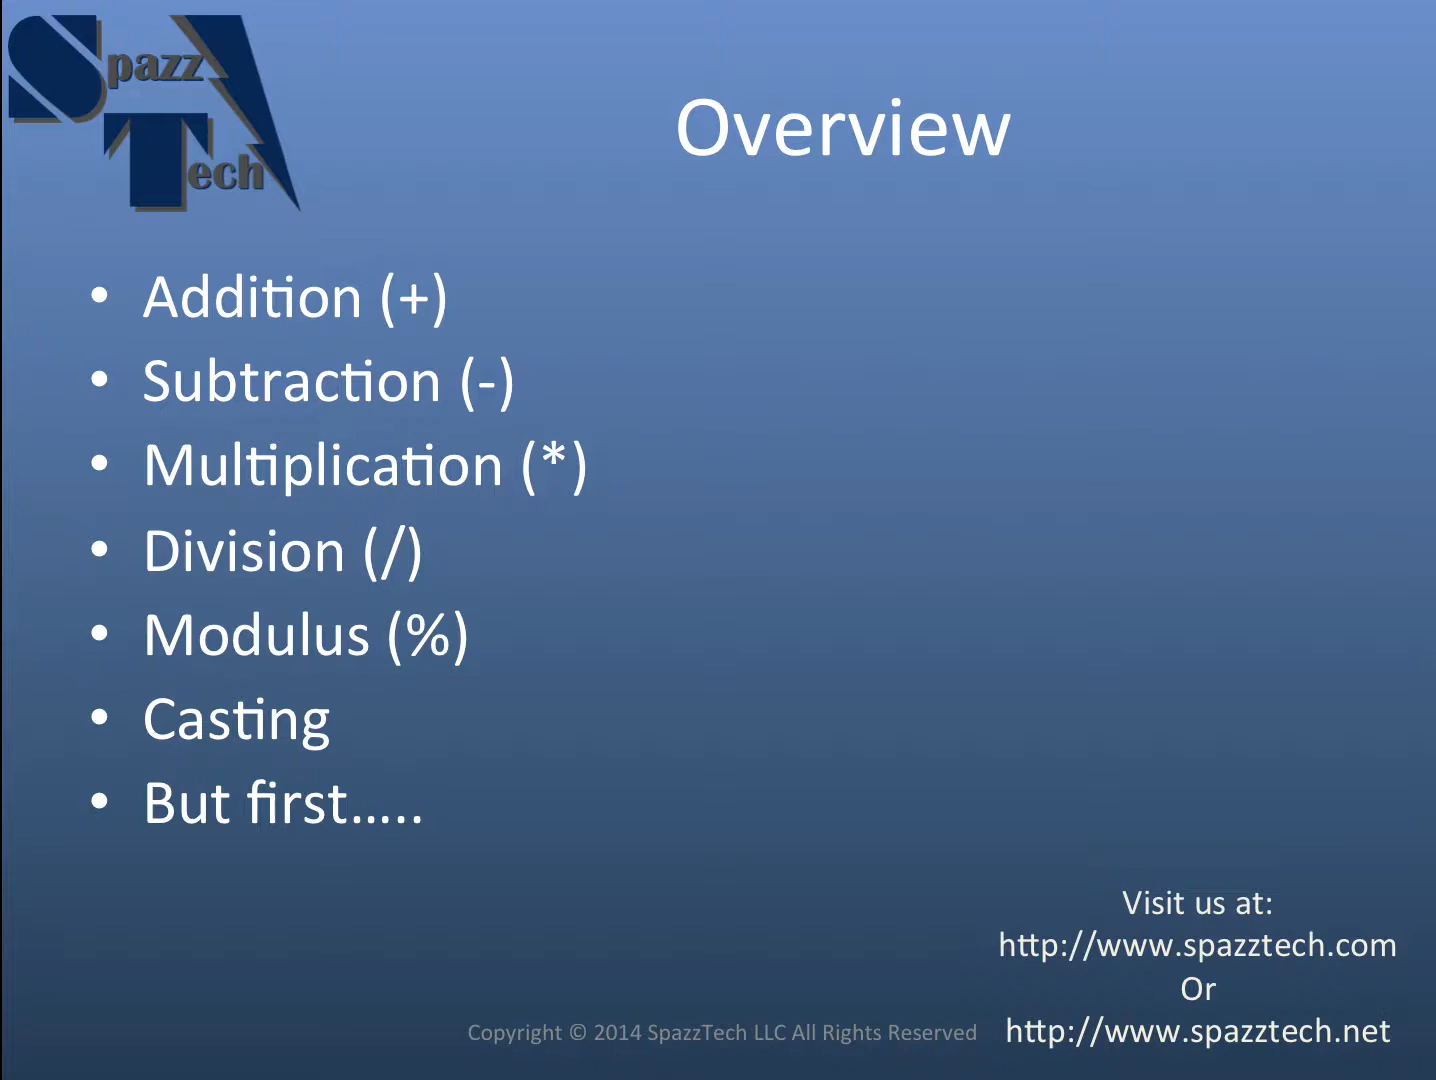 Spazz
Tech
Overview
• Addition (+)
• Subtraction (-)
• Multiplication (*)
• Division (/)
• Modulus (%)
• Casting
• But first.....
Visit us at:
http://www.spazztech.com
Or
http://www.spazztech.net
Copyright © 2014 SpazzTech LLC All Rights Reserved